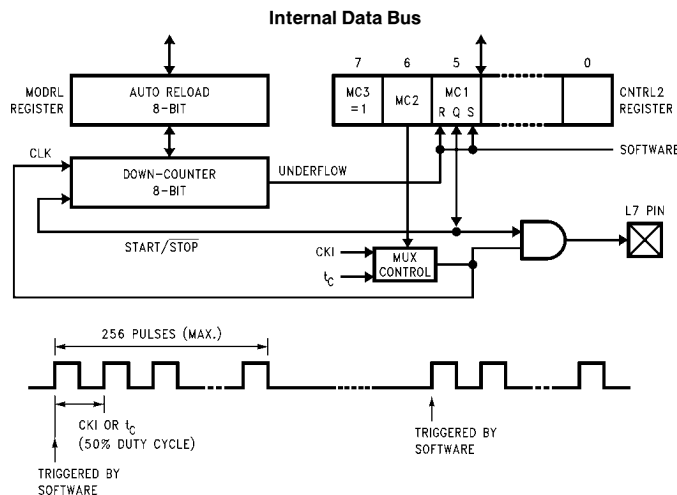 Internal Data Bus
MODRL
REGISTER
AUTO RELOAD
8-BIT
7 6 5 0
MC3
=1
MC2
MC1
R Q S
CNTRL2
REGISTER
CLK
DOWN-COUNTER
8-BIT
UNDERFLOW
SOFTWARE
START/STOP
CKI
tC
MUX
CONTROL
L7 PIN
256 PULSES (MAX.)
CKI OR tC
(50% DUTY CYCLE)
TRIGGERED BY
SOFTWARE
TRIGGERED BY
SOFTWARE